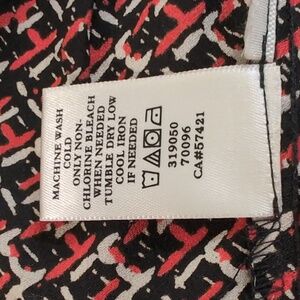 MACHINE WASH
COLD
ONLY NON-
CHLORINE BLEACH
WHEN NEEDED
TUMBLE DRY LOW
COOL IRON
IF NEEDED
319050
70096
CA#57421